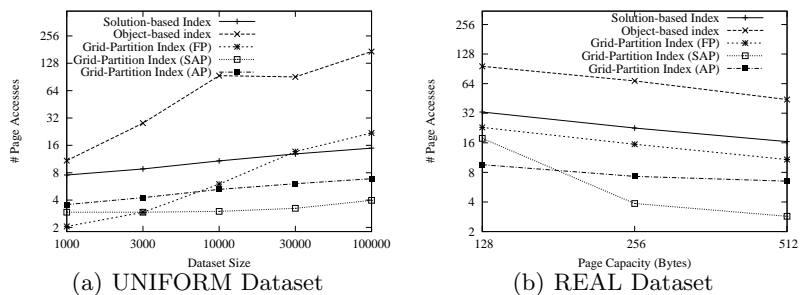 Solution-based Index
Object-based index
Grid-Partition Index (FP)
Grid-Partition Index (SAP)
Grid-Partition Index (AP)
# Page Accesses
256
128
64
32
16
8
4
2
1000 3000 10000 30000 100000
Dataset Size
(a) UNIFORM Dataset
Solution-based Index
Object-based index
Grid-Partition Index (FP)
Grid-Partition Index (SAP)
Grid-Partition Index (AP)
# Page Accesses
256
128
64
32
16
8
4
2
128 256 512
Page Capacity (Bytes)
(b) REAL Dataset